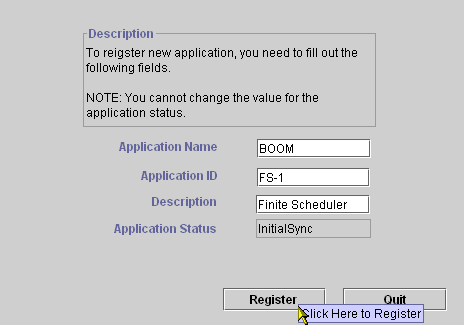 Description
To reigster new application, you need to fill out the
following fields.
NOTE: You cannot change the value for the
application status.
Application Name BOOM
Application ID FS-1
Description Finite Scheduler
Application Status InitialSync
Register Quit
Click Here to Register